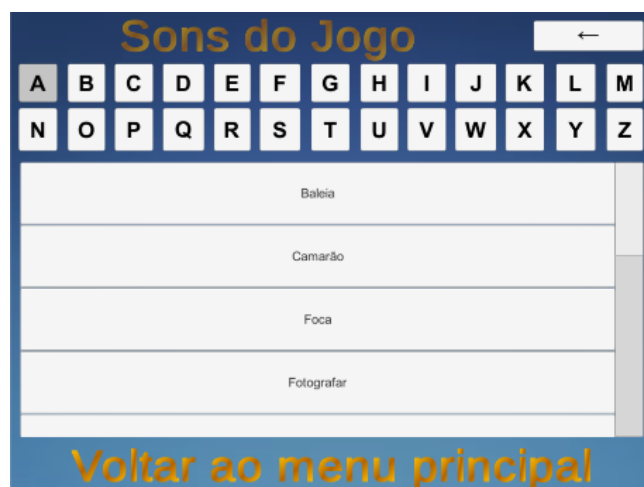 Sons do Jogo ←
A B C D E F G H I J K L M
N O P Q R S T U V W X Y Z
Baleia
Camarão
Foca
Fotografar
Voltar ao menu principal